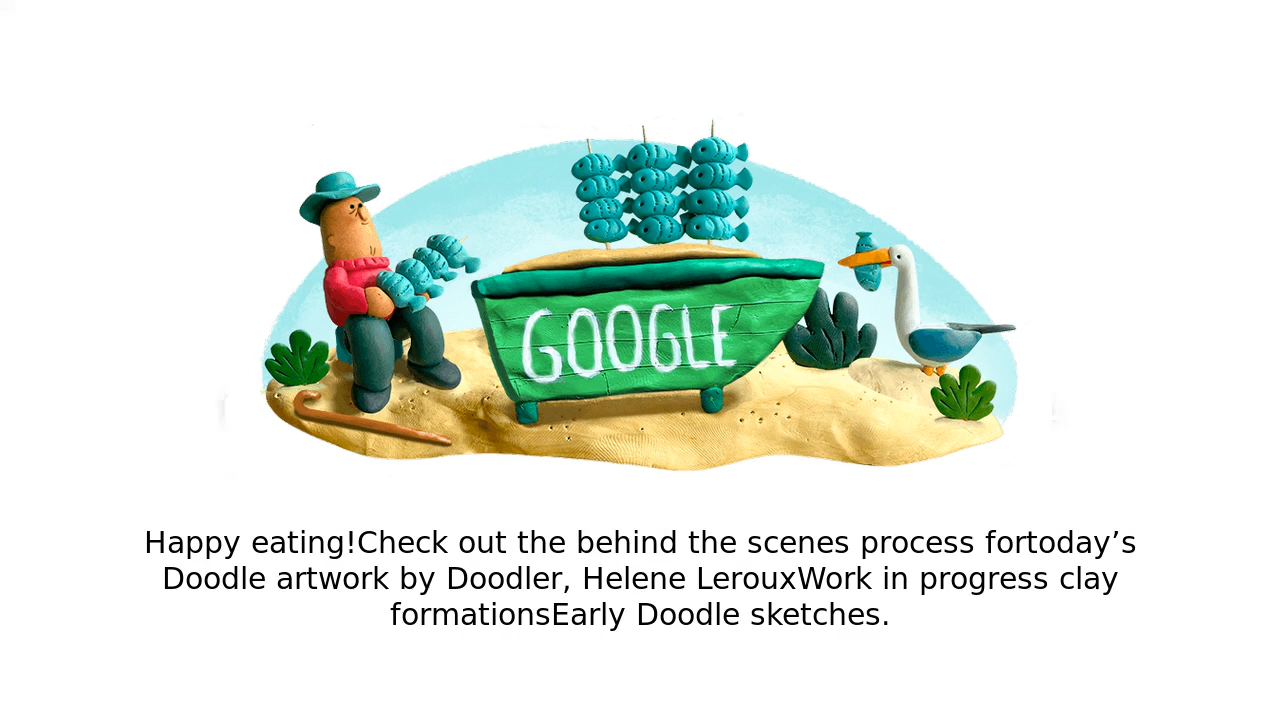 GOOGLE
Happy eating!Check out the behind the scenes process fortoday’s
Doodle artwork by Doodler, Helene LerouxWork in progress clay
formationsEarly Doodle sketches.